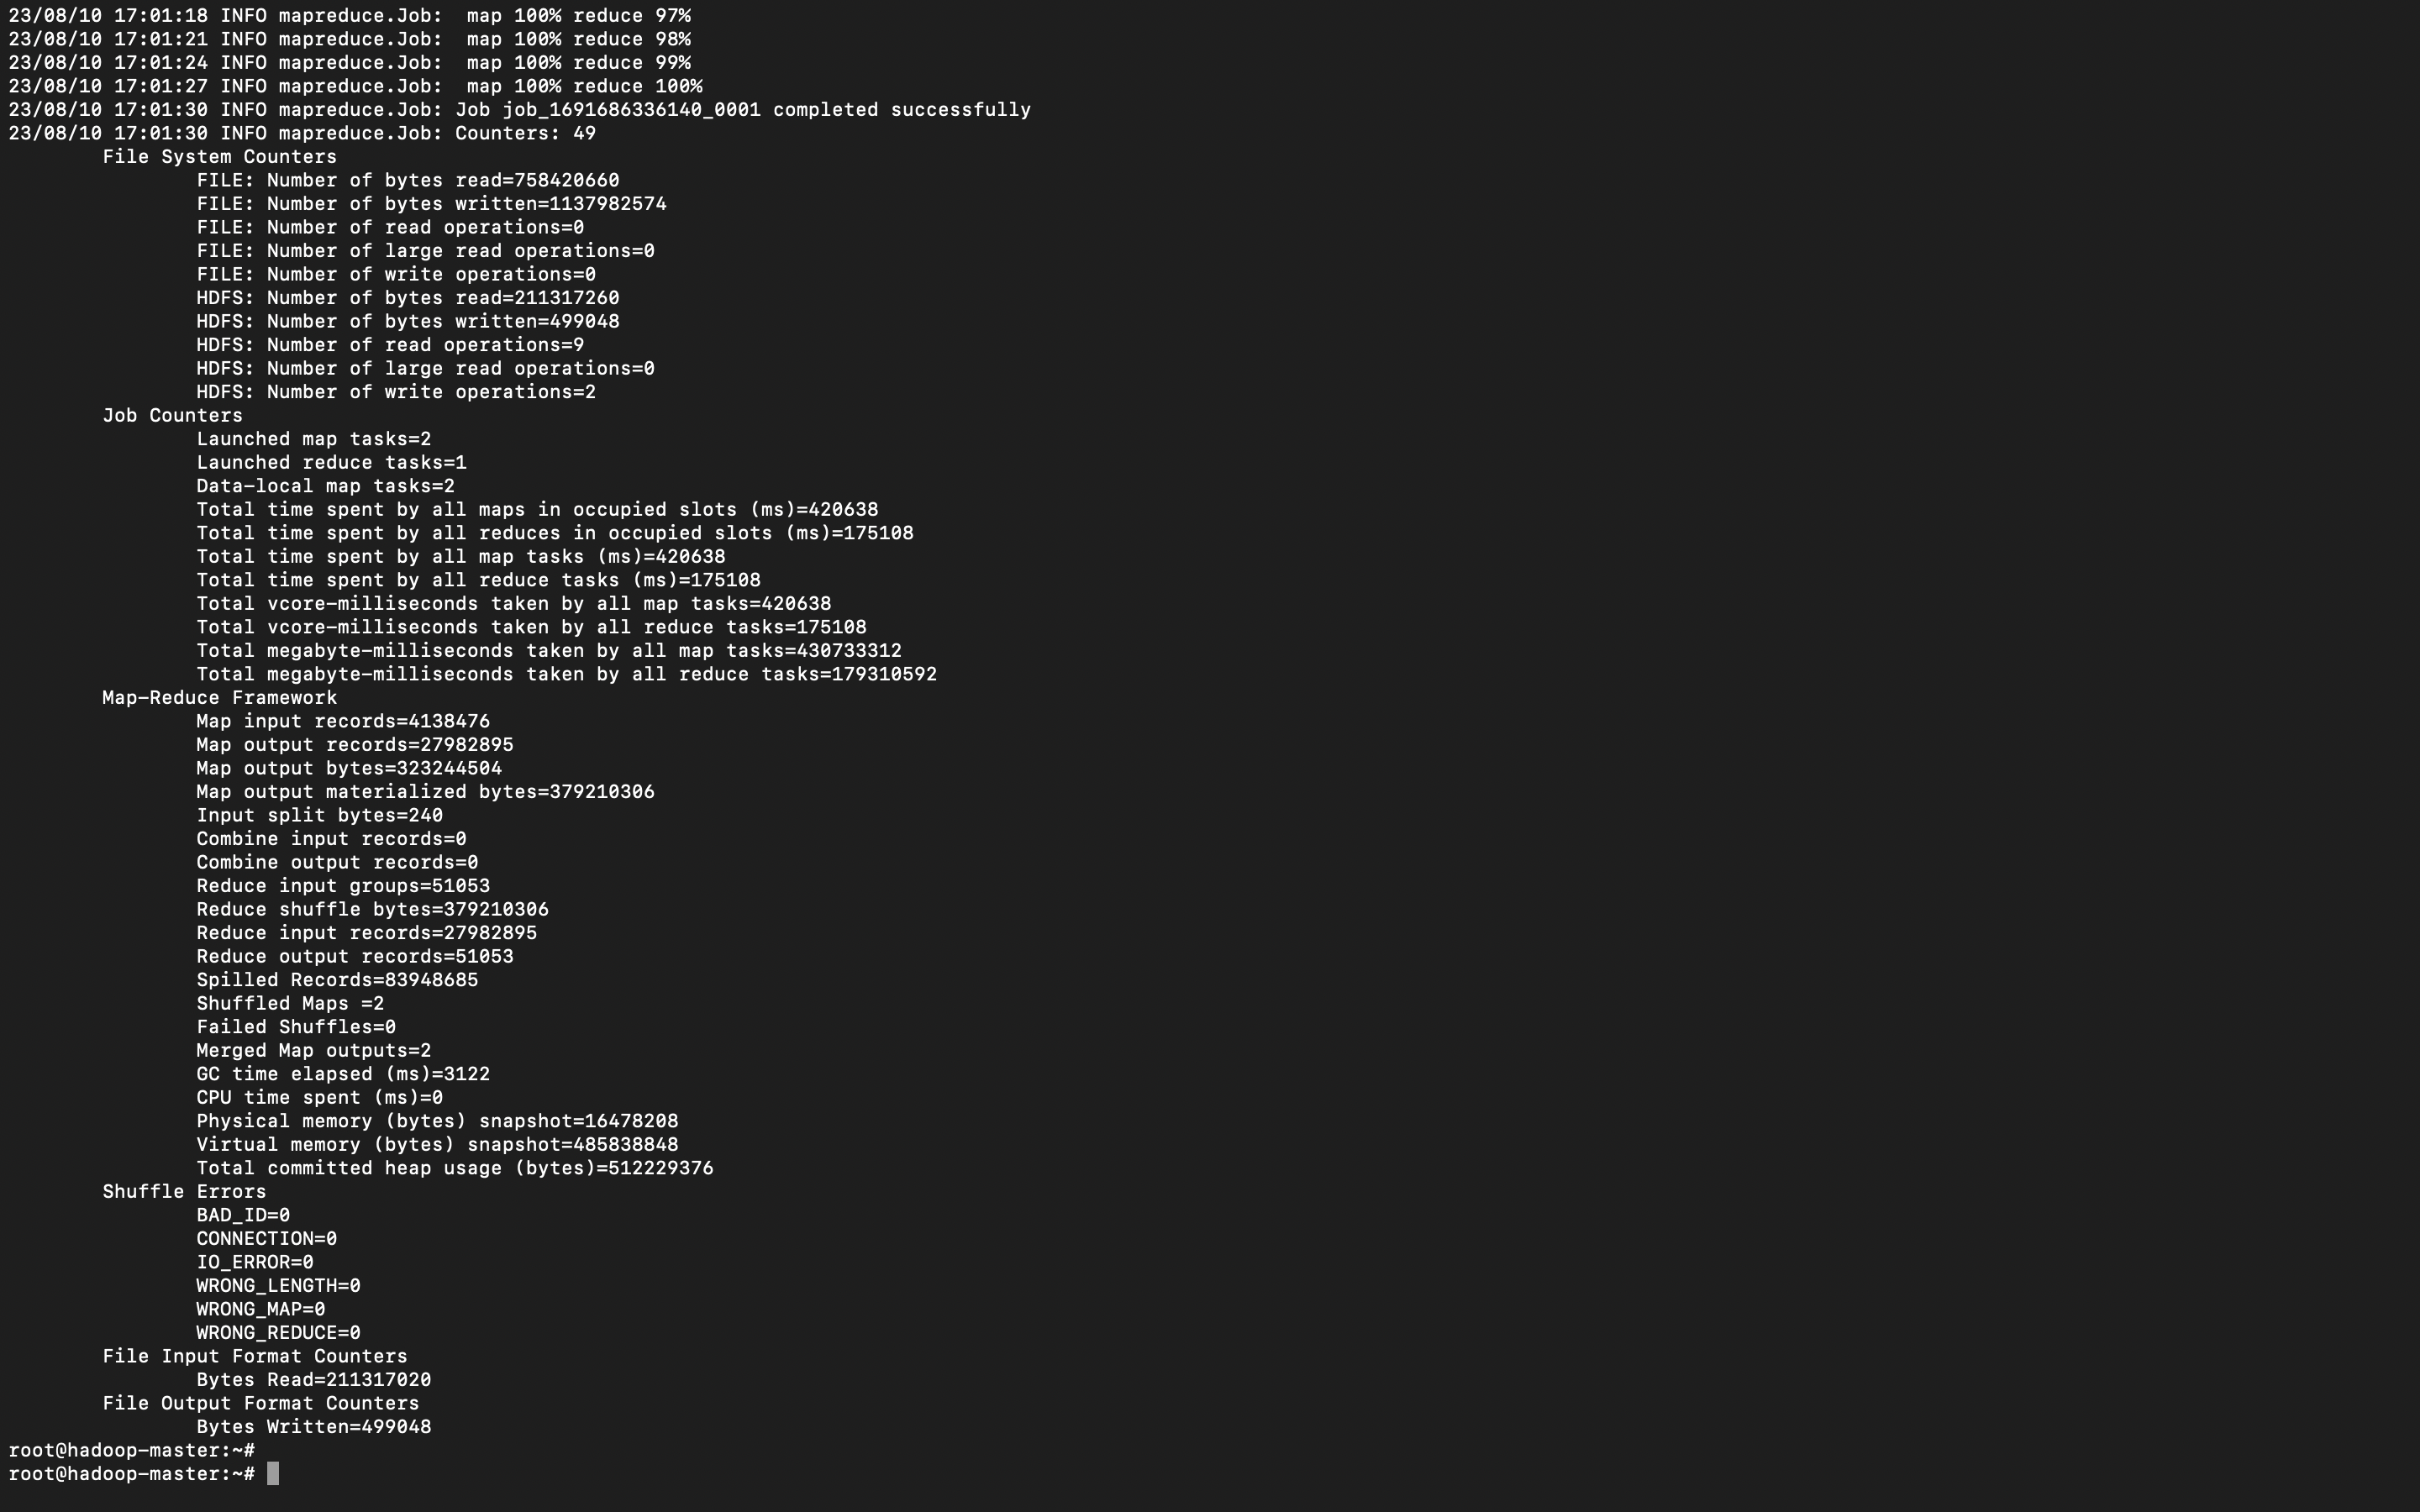 23/08/10 17:01:18 INFO mapreduce.Job:  map 100% reduce 97%
23/08/10 17:01:21 INFO mapreduce.Job:  map 100% reduce 98%
23/08/10 17:01:24 INFO mapreduce.Job:  map 100% reduce 99%
23/08/10 17:01:27 INFO mapreduce.Job:  map 100% reduce 100%
23/08/10 17:01:30 INFO mapreduce.Job: Job job_1691686336140_0001 completed successfully
23/08/10 17:01:30 INFO mapreduce.Job: Counters: 49
File System Counters
FILE: Number of bytes read=758420660
FILE: Number of bytes written=1137982574
FILE: Number of read operations=0
FILE: Number of large read operations=0
FILE: Number of write operations=0
HDFS: Number of bytes read=211317260
HDFS: Number of bytes written=499048
HDFS: Number of read operations=9
HDFS: Number of large read operations=0
HDFS: Number of write operations=2
Job Counters
Launched map tasks=2
Launched reduce tasks=1
Data-local map tasks=2
Total time spent by all maps in occupied slots (ms)=420638
Total time spent by all reduces in occupied slots (ms)=175108
Total time spent by all map tasks (ms)=420638
Total time spent by all reduce tasks (ms)=175108
Total vcore-milliseconds taken by all map tasks=420638
Total vcore-milliseconds taken by all reduce tasks=175108
Total megabyte-milliseconds taken by all map tasks=430733312
Total megabyte-milliseconds taken by all reduce tasks=179310592
Map-Reduce Framework
Map input records=4138476
Map output records=27982895
Map output bytes=323244504
Map output materialized bytes=379210306
Input split bytes=240
Combine input records=0
Combine output records=0
Reduce input groups=51053
Reduce shuffle bytes=379210306
Reduce input records=27982895
Reduce output records=51053
Spilled Records=83948685
Shuffled Maps =2
Failed Shuffles=0
Merged Map outputs=2
GC time elapsed (ms)=3122
CPU time spent (ms)=0
Physical memory (bytes) snapshot=16478208
Virtual memory (bytes) snapshot=485838848
Total committed heap usage (bytes)=512229376
Shuffle Errors
BAD_ID=0
CONNECTION=0
IO_ERROR=0
WRONG_LENGTH=0
WRONG_MAP=0
WRONG_REDUCE=0
File Input Format Counters
Bytes Read=211317020
File Output Format Counters
Bytes Written=499048
root@hadoop-master:~#
root@hadoop-master:~#